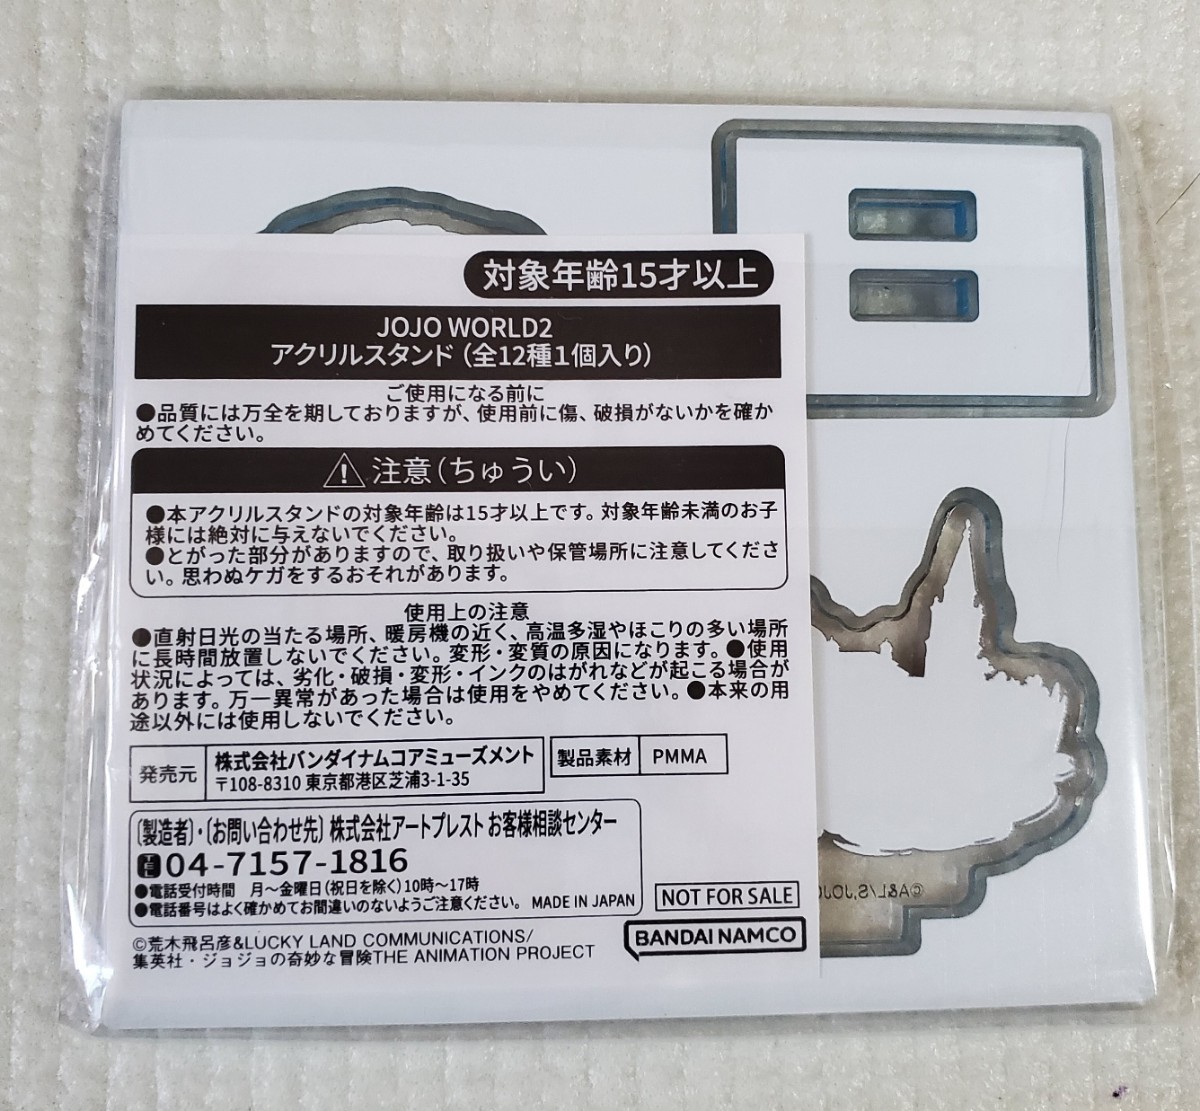 対象年齢15才以上
JOJO WORLD2
アクリルスタンド（全12種１個入り）
ご使用になる前に
●品質には万全を期しておりますが、使用前に傷、破損がないかを確か
めてください。
注意（ちゅうい）
●本アクリルスタンドの対象年齢は15才以上です。対象年齢未満のお子
様には絶対に与えないでください。
●とがった部分がありますので、取り扱いや保管場所に注意してくださ
い。思わぬケガをするおそれがあります。
使用上の注意
●直射日光の当たる場所、暖房機の近く、高温多湿やほこりの多い場所
に長時間放置しないでください。変形・変質の原因になります。●使用
状況によっては、劣化・破損・変形・インクのはがれなどが起こる場合が
あります。万一異常があった場合は使用をやめてください。●本来の用
途以外には使用しないでください。
発売元
株式会社バンダイナムコアミューズメント
〒108-8310 東京都港区芝浦3-1-35
製品素材 PMMA
〔製造者〕・〔お問い合わせ先〕株式会社アートプレスト お客様相談センター
TEL 04-7157-1816
●電話受付時間　月～金曜日（祝日を除く）10時～17時
●電話番号はよく確かめてお間違いのないようご注意ください。 MADE IN JAPAN
NOT FOR SALE
BANDAI NAMCO
©荒木飛呂彦&LUCKY LAND COMMUNICATIONS/
集英社・ジョジョの奇妙な冒険THE ANIMATION PROJECT
©A&L/S,JOJO